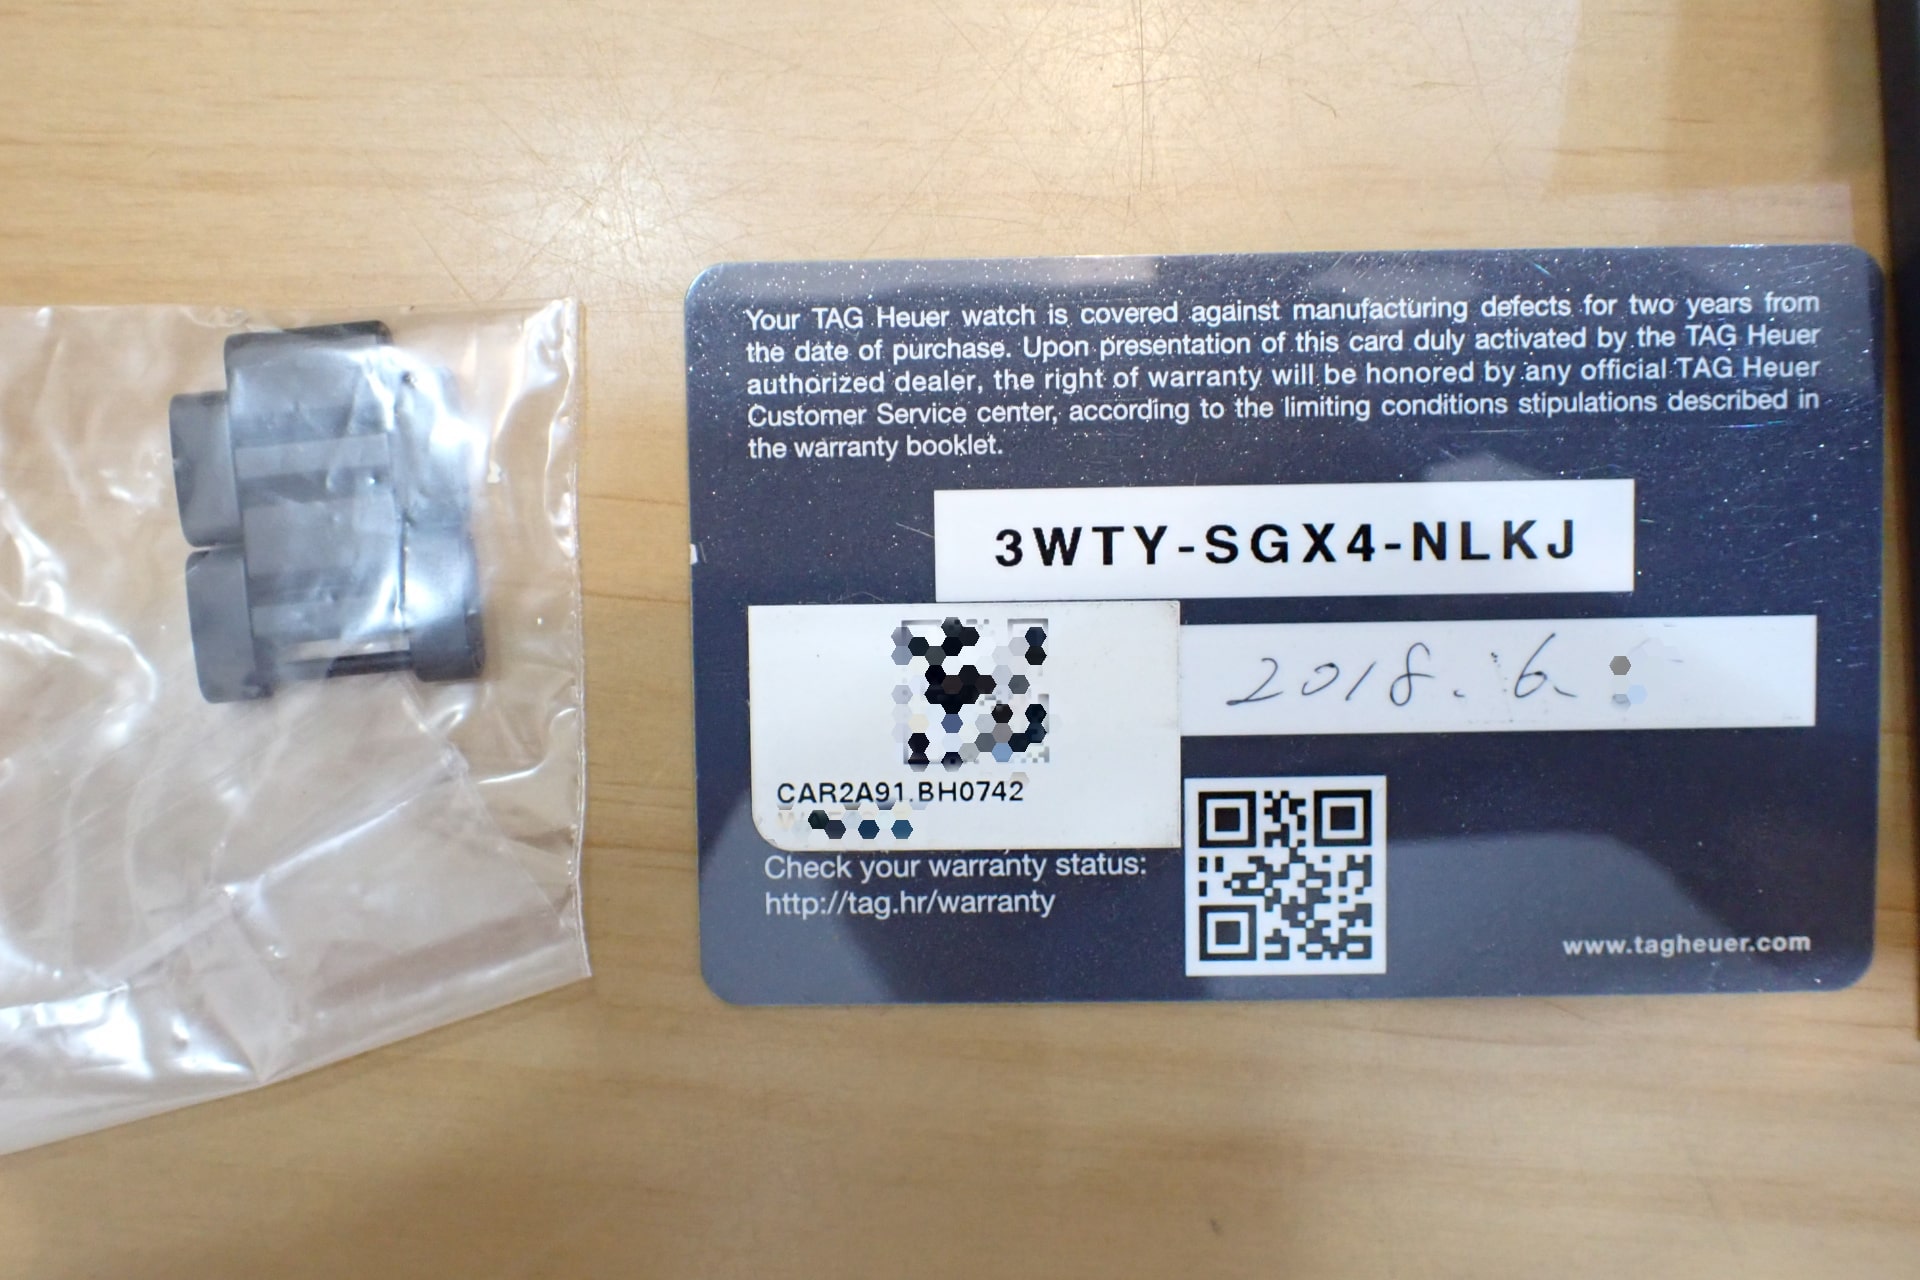 Your TAG Heuer watch is covered against manufacturing defects for two years from
the date of purchase. Upon presentation of this card duly activated by the TAG Heuer
authorized dealer, the right of warranty will be honored by any official TAG Heuer
Customer Service center, according to the limiting conditions stipulations described in
the warranty booklet.
3WTY-SGX4-NLKJ
2018.6.
CAR2A91.BH0742
Check your warranty status:
http://tag.hr/warranty
www.tagheuer.com